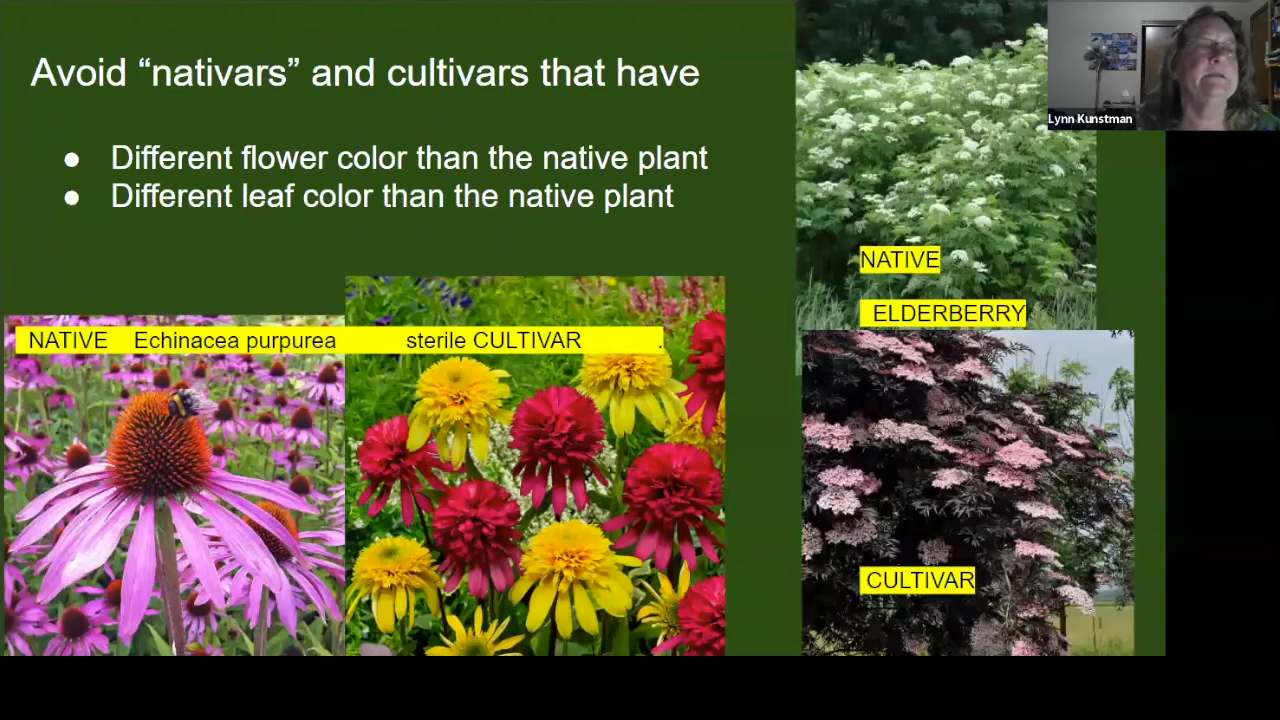 Avoid “nativars” and cultivars that have
● Different flower color than the native plant
● Different leaf color than the native plant
Lynn Kunstman
NATIVE
ELDERBERRY
NATIVE Echinacea purpurea sterile CULTIVAR .
CULTIVAR